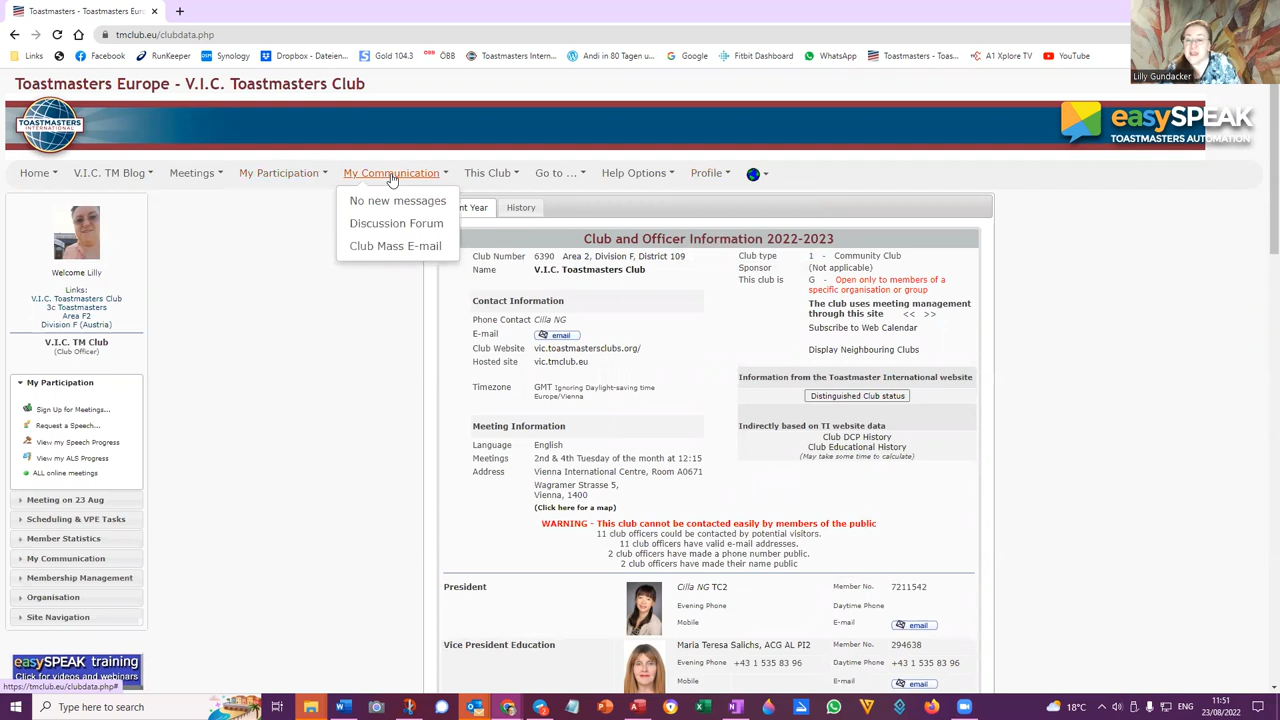 Toastmasters - Toastmasters Euro
tmclub.eu/clubdata.php
Links
Facebook
RunKeeper
Synology
Dropbox - Dateien...
Gold 104.3
ÖBB
Toastmasters Intern...
Andi in 80 Tagen u...
Google
Fitbit Dashboard
WhatsApp
Toastmasters - Toas...
A1 Xplore TV
YouTube
Lilly Gundacker
Toastmasters Europe - V.I.C. Toastmasters Club
TOASTMASTERS
INTERNATIONAL
easySPEAK
TOASTMASTERS AUTOMATION
Home
V.I.C. TM Blog
Meetings
My Participation
My Communication
This Club
Go to ...
Help Options
Profile
No new messages
Discussion Forum
Club Mass E-mail
Welcome Lilly
Links:
V.I.C. Toastmasters Club
3c Toastmasters
Area F2
Division F (Austria)
V.I.C. TM Club
(Club Officer)
My Participation
Sign Up for Meetings...
Request a Speech...
View my Speech Progress
View my ALS Progress
ALL online meetings
Meeting on 23 Aug
Scheduling & VPE Tasks
Member Statistics
My Communication
Membership Management
Organisation
Site Navigation
easySPEAK training
Click for videos and webinars
nt Year
History
Club and Officer Information 2022-2023
Club Number 6390 Area 2, Division F, District 109
Name V.I.C. Toastmasters Club
Contact Information
Phone Contact Cilla NG
E-mail email
Club Website vic.toastmastersclubs.org/
Hosted site vic.tmclub.eu
Timezone GMT Ignoring Daylight-saving time
Europe/Vienna
Club type 1 - Community Club
Sponsor (Not applicable)
This club is G - Open only to members of a
specific organisation or group
The club uses meeting management
through this site << >>
Subscribe to Web Calendar
Display Neighbouring Clubs
Information from the Toastmaster International website
Distinguished Club status
Indirectly based on TI website data
Club DCP History
Club Educational History
(May take some time to calculate)
Meeting Information
Language English
Meetings 2nd & 4th Tuesday of the month at 12:15
Address Vienna International Centre, Room A0671
Wagramer Strasse 5,
Vienna, 1400
(Click here for a map)
WARNING - This club cannot be contacted easily by members of the public
11 club officers could be contacted by potential visitors.
11 club officers have valid e-mail addresses.
2 club officers have made a phone number public.
2 club officers have made their name public
President
Cilla NG TC2
Member No. 7211542
Evening Phone
Daytime Phone
Mobile
E-mail email
Vice President Education
Maria Teresa Salichs, ACG AL PI2
Member No. 294638
Evening Phone +43 1 535 83 96
Daytime Phone +43 1 535 83 96
Mobile
E-mail email
https://tmclub.eu/clubdata.php#
Type here to search
18°C
11:51
23/08/2022